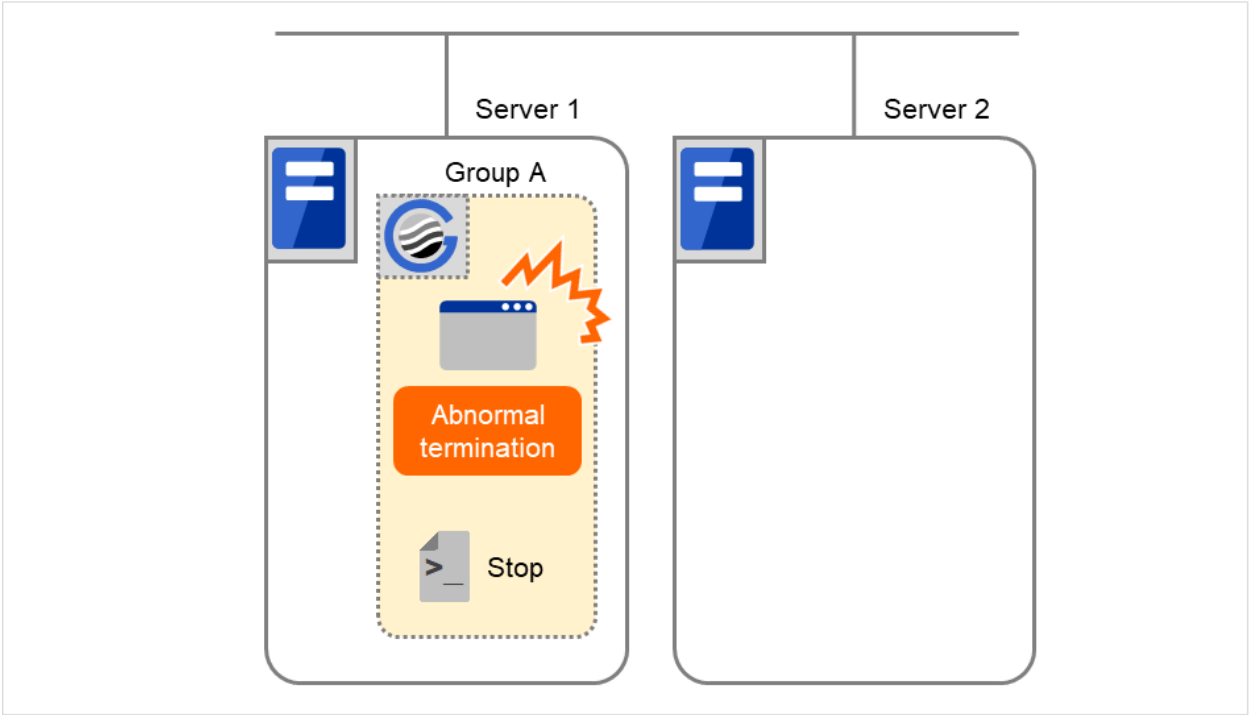 Server 1
Server 2
Group A
Abnormal
termination
>_
Stop